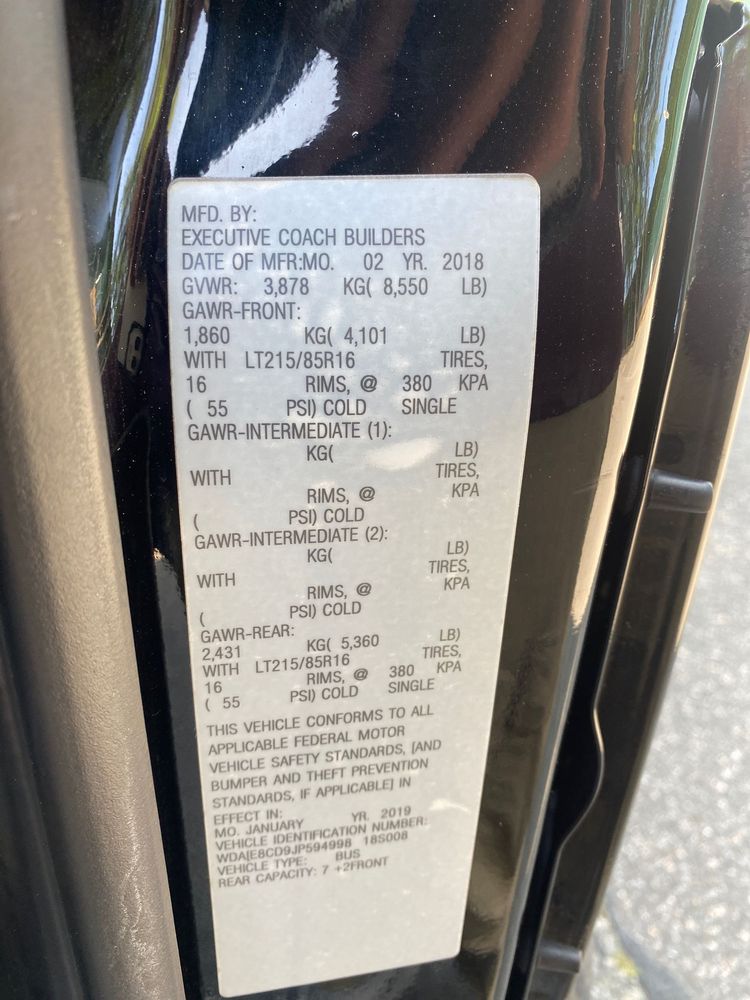 MFD. BY:
EXECUTIVE COACH BUILDERS
DATE OF MFR:MO. 02 YR. 2018
GVWR: 3,878 KG( 8,550 LB)
GAWR-FRONT:
1,860 KG( 4,101 LB)
WITH LT215/85R16 TIRES,
16 RIMS, @ 380 KPA
( 55 PSI) COLD SINGLE
GAWR-INTERMEDIATE (1):
KG( LB)
WITH TIRES,
RIMS, @ KPA
( PSI) COLD
GAWR-INTERMEDIATE (2):
KG( LB)
WITH TIRES,
RIMS, @ KPA
( PSI) COLD
GAWR-REAR:
2,431 KG( 5,360 LB)
WITH LT215/85R16 TIRES,
16 RIMS, @ 380 KPA
( 55 PSI) COLD SINGLE
THIS VEHICLE CONFORMS TO ALL
APPLICABLE FEDERAL MOTOR
VEHICLE SAFETY STANDARDS, [AND
BUMPER AND THEFT PREVENTION
STANDARDS, IF APPLICABLE] IN
EFFECT IN:
MO. JANUARY YR. 2019
VEHICLE IDENTIFICATION NUMBER:
WDA[E8CD9JP594998 18S008
VEHICLE TYPE: BUS
REAR CAPACITY: 7 +2FRONT